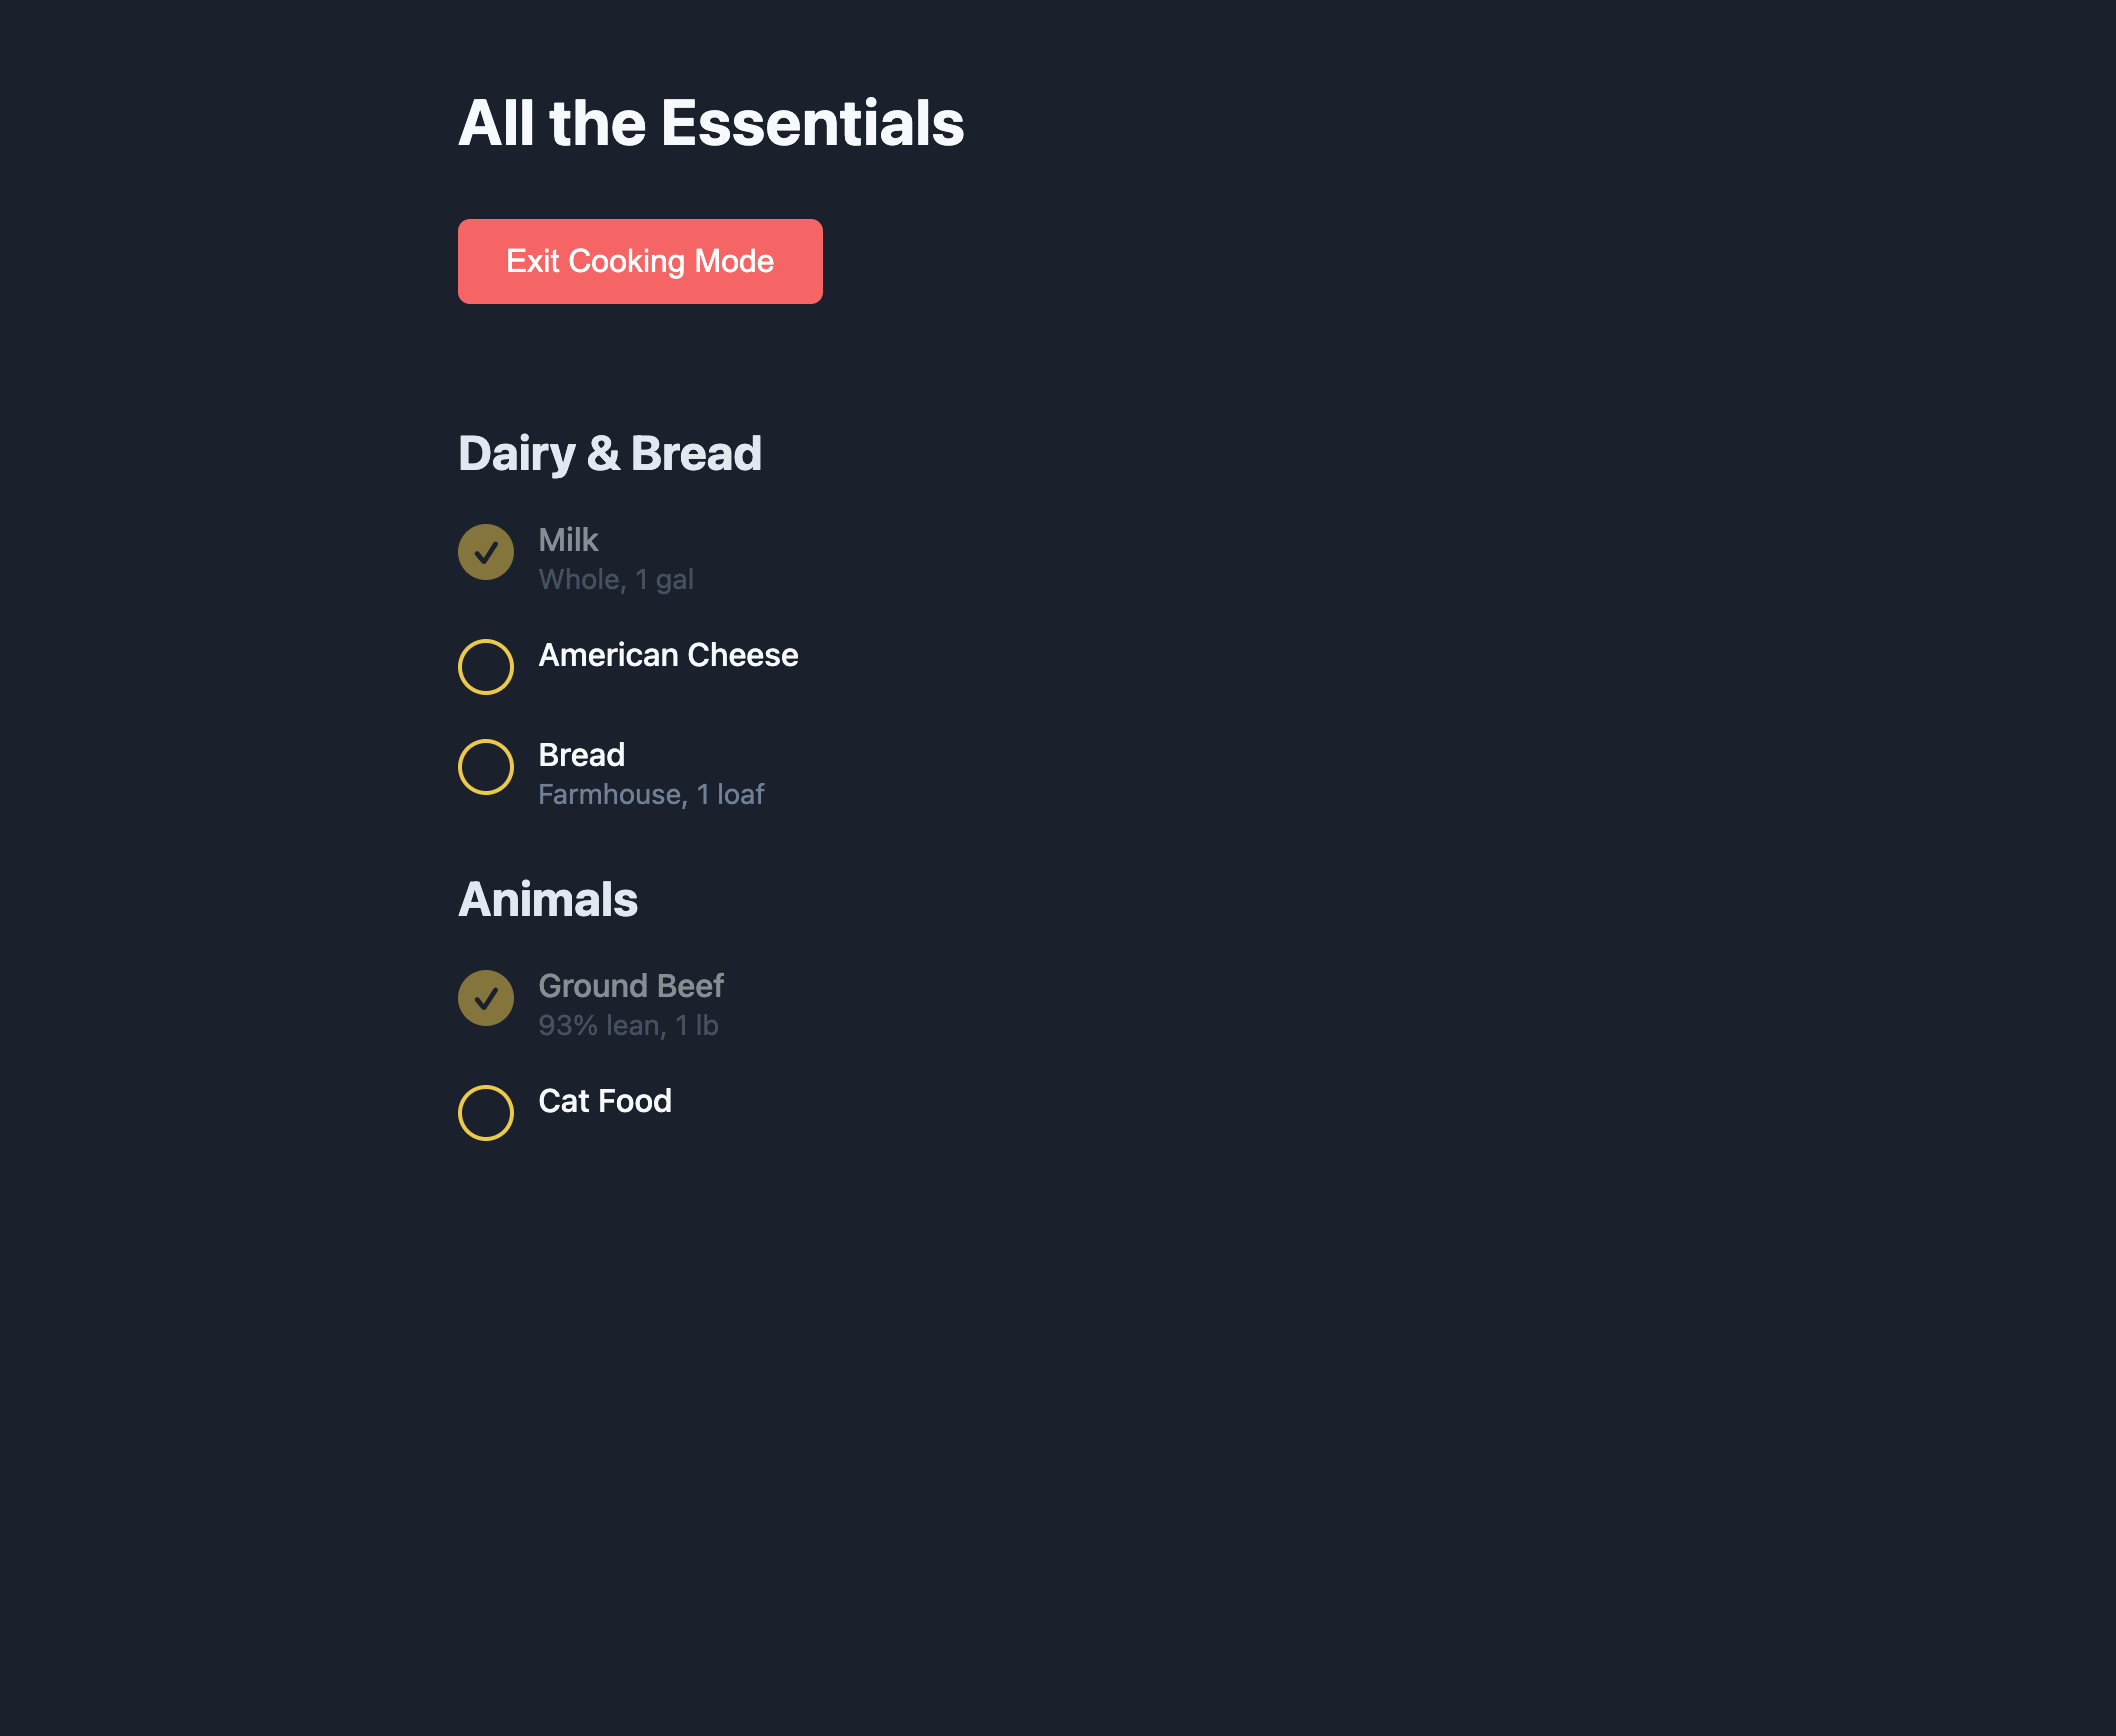 All the Essentials
Exit Cooking Mode
Dairy & Bread
Milk
Whole, 1 gal
American Cheese
Bread
Farmhouse, 1 loaf
Animals
Ground Beef
93% lean, 1 lb
Cat Food